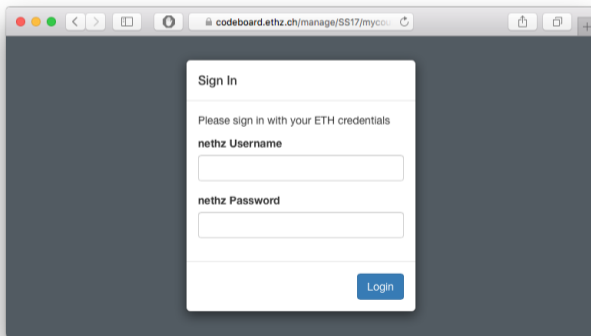 codeboard.ethz.ch/manage/SS17/mycou
Sign In
Please sign in with your ETH credentials
nethz Username
nethz Password
Login